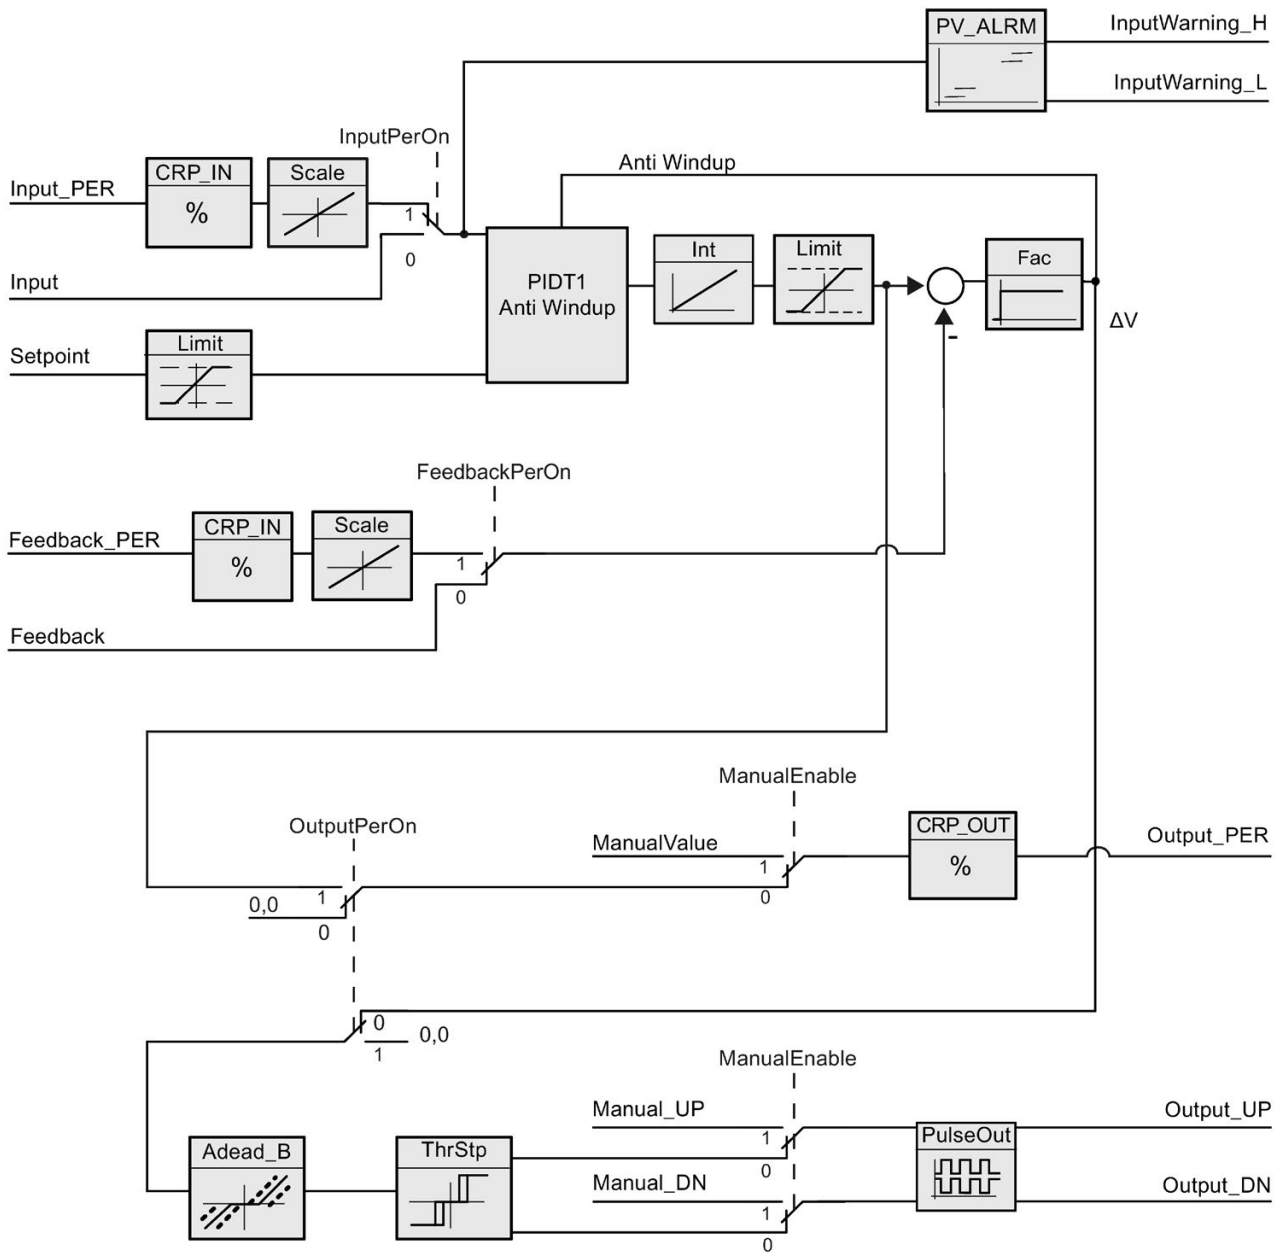 PV_ALRM
InputWarning_H
InputWarning_L
InputPerOn
Anti Windup
Input_PER
CRP_IN
%
Scale
1
0
Input
PIDT1
Anti Windup
Int
Limit
Fac
ΔV
-
Setpoint
Limit
FeedbackPerOn
Feedback_PER
CRP_IN
%
Scale
1
0
Feedback
ManualEnable
OutputPerOn
ManualValue
1
0
CRP_OUT
%
Output_PER
0,0
1
0
0
1
0,0
ManualEnable
Manual_UP
1
0
Output_UP
PulseOut
Adead_B
ThrStp
Manual_DN
1
0
Output_DN